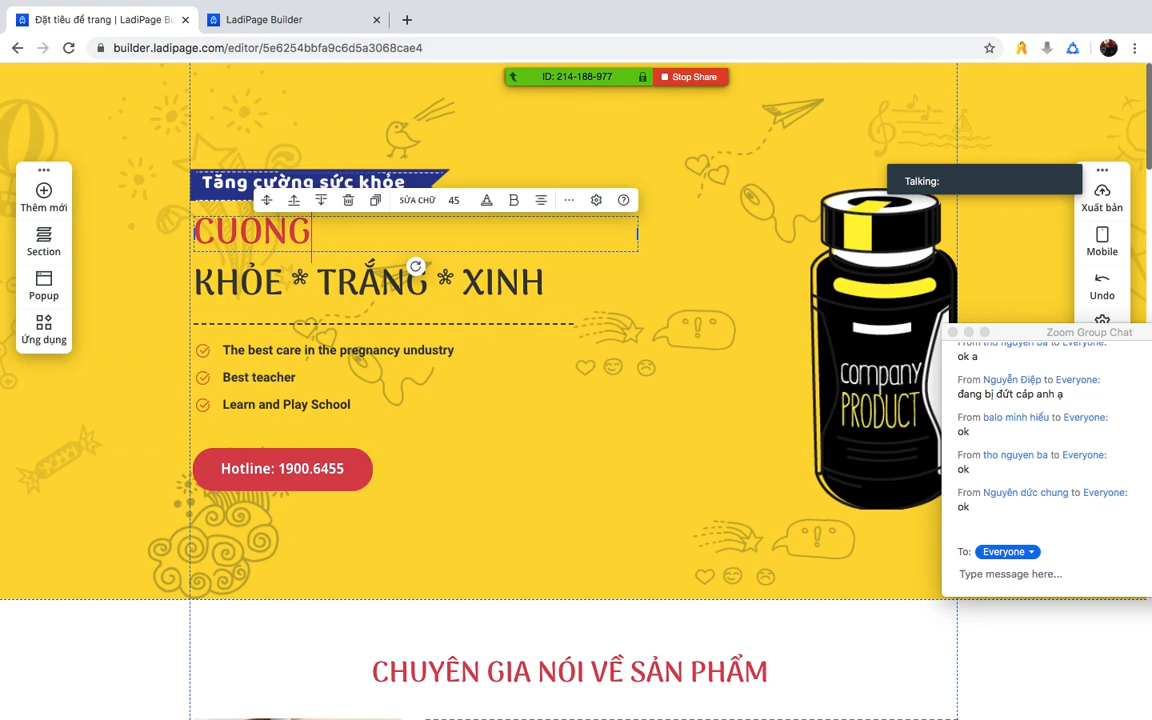 Đặt tiêu đề trang | LadiPage Bu
LadiPage Builder
builder.ladipage.com/editor/5e6254bbfa9c6d5a3068cae4
ID: 214-188-977
Stop Share
Talking:
Thêm mới
Section
Popup
Ứng dụng
Xuất bản
Mobile
Undo
Tăng cường sức khỏe
SỬA CHỮ
45
CUONG
KHỎE * TRẮNG * XINH
The best care in the pregnancy undustry
Best teacher
Learn and Play School
Hotline: 1900.6455
company
PRODUCT
Zoom Group Chat
From tho nguyen ba to Everyone:
ok a
From Nguyễn Điệp to Everyone:
đang bị đứt cáp anh ạ
From balo minh hiếu to Everyone:
ok
From tho nguyen ba to Everyone:
ok
From Nguyên dức chung to Everyone:
ok
To: Everyone
Type message here...
CHUYÊN GIA NÓI VỀ SẢN PHẨM